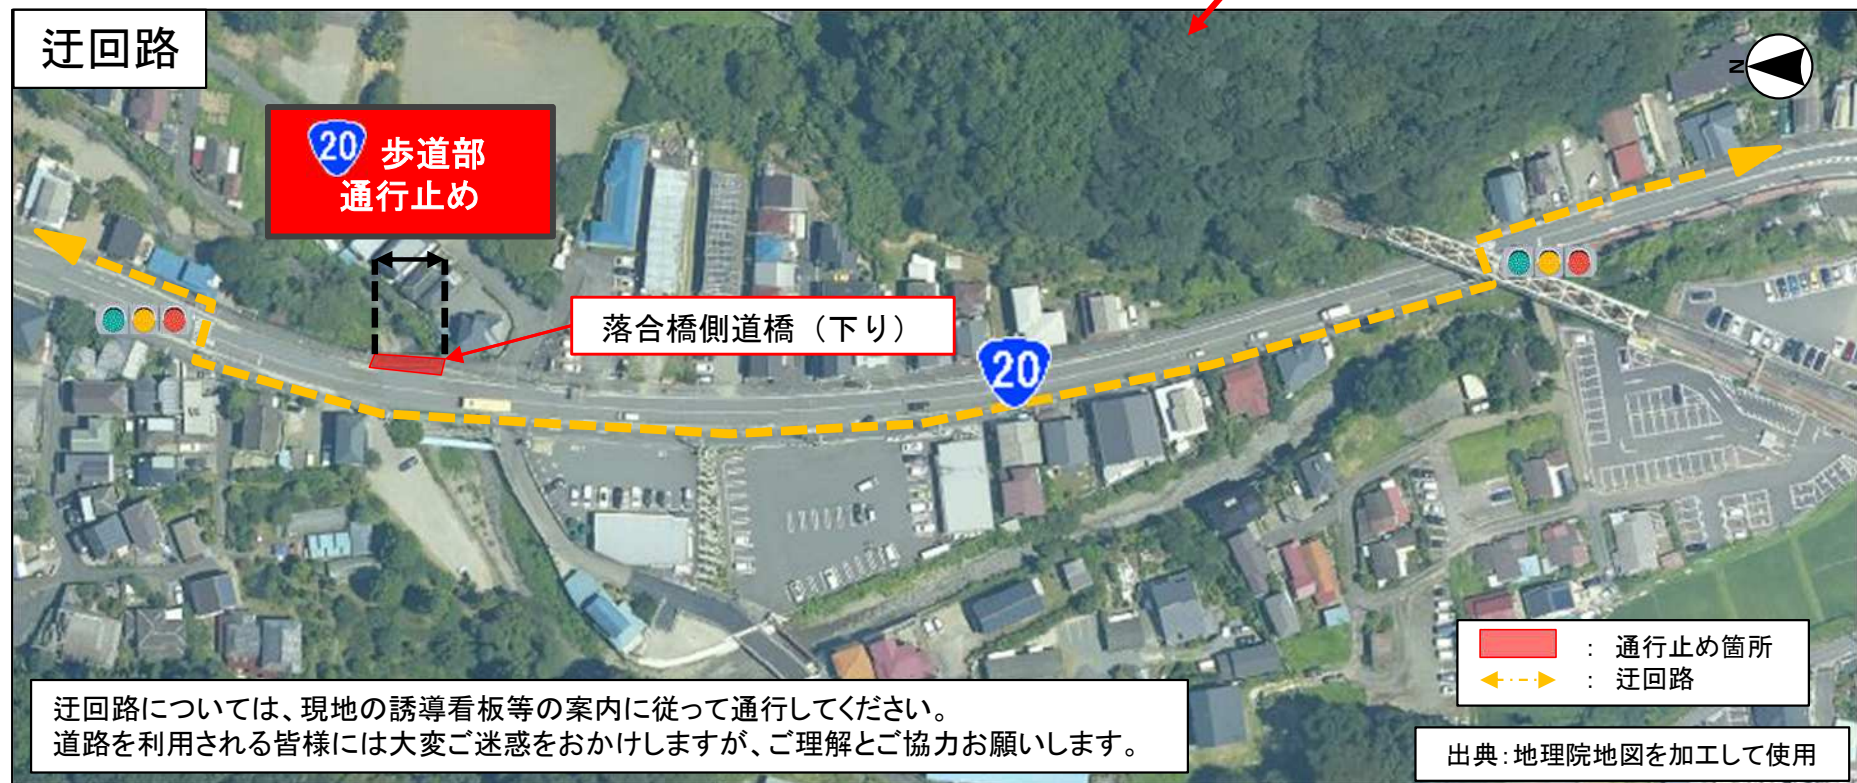 迂回路
N
20 歩道部
通行止め
落合橋側道橋（下り）
20
： 通行止め箇所
： 迂回路
迂回路については、現地の誘導看板等の案内に従って通行してください。
道路を利用される皆様には大変ご迷惑をおかけしますが、ご理解とご協力お願いします。
出典：地理院地図を加工して使用